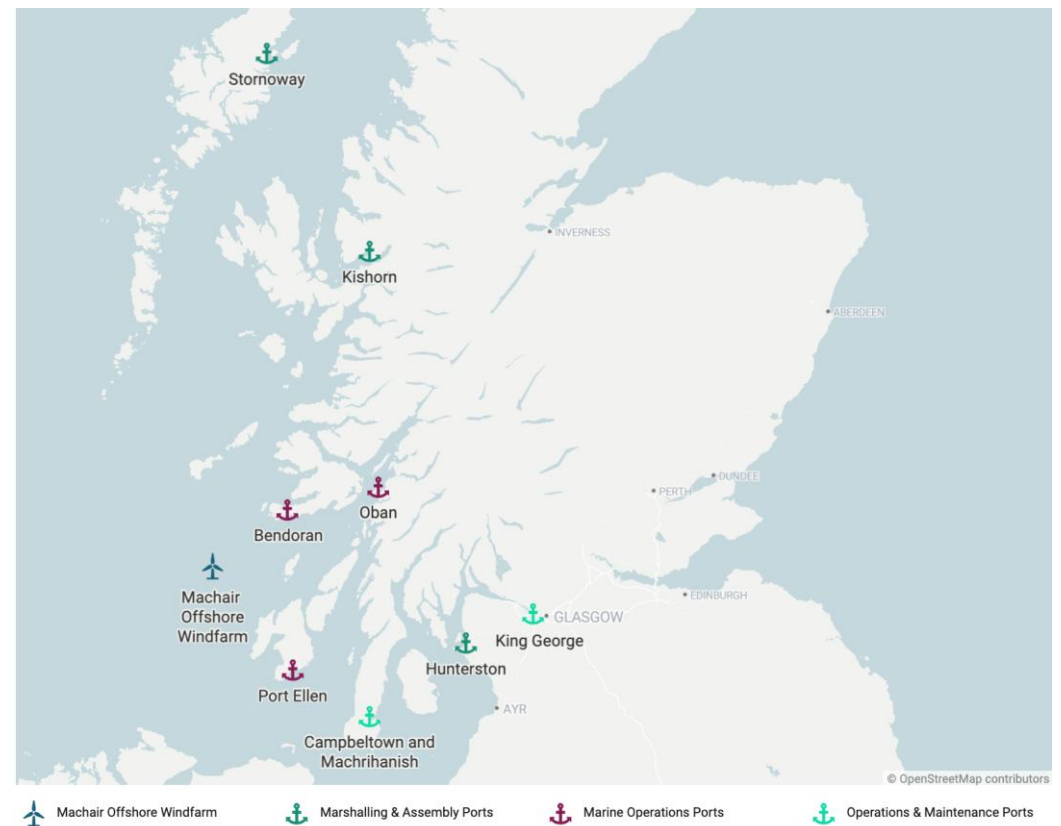 Stornoway
INVERNESS
Kishorn
ABERDEEN
DUNDEE
PERTH
Oban
Bendoran
Machair
Offshore
Windfarm
EDINBURGH
GLASGOW
King George
Hunterston
Port Ellen
AYR
Campbeltown and
Machrihanish
© OpenStreetMap contributors
Machair Offshore Windfarm
Marshalling & Assembly Ports
Marine Operations Ports
Operations & Maintenance Ports